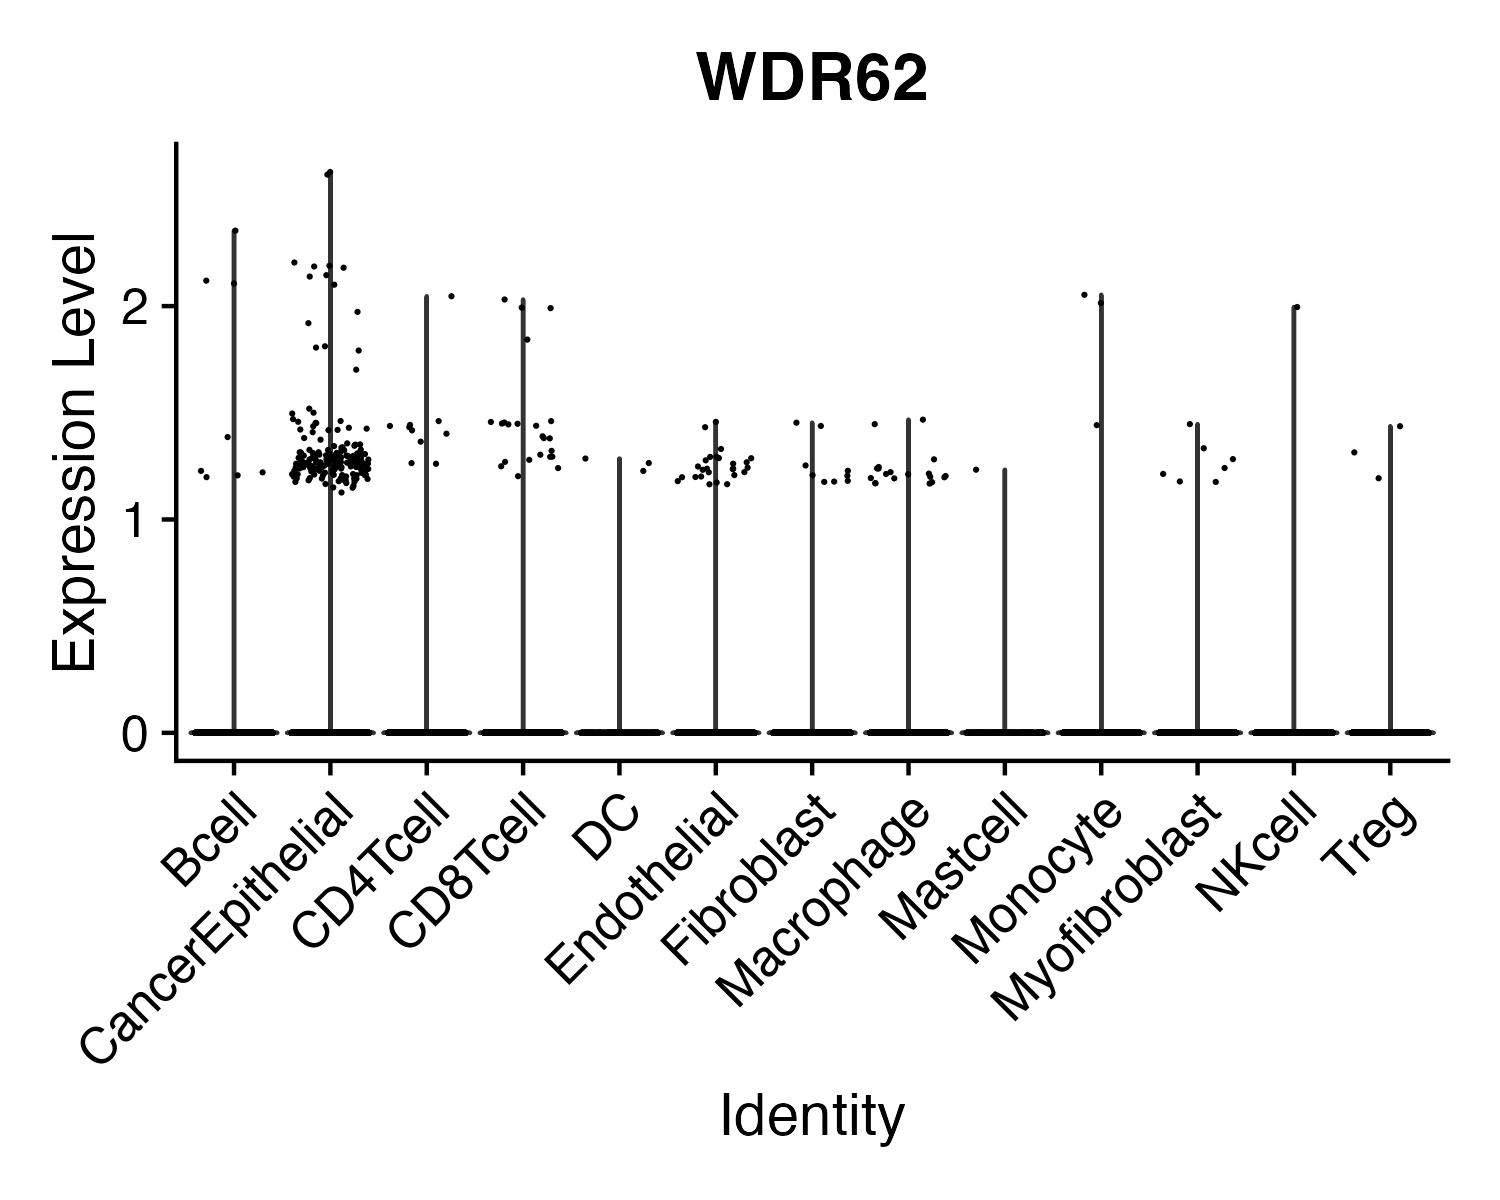 WDR62
Expression Level
2
1
0
Bcell
CancerEpithelial
CD4Tcell
CD8Tcell
DC
Endothelial
Fibroblast
Macrophage
Mastcell
Monocyte
Myofibroblast
NKcell
Treg
Identity